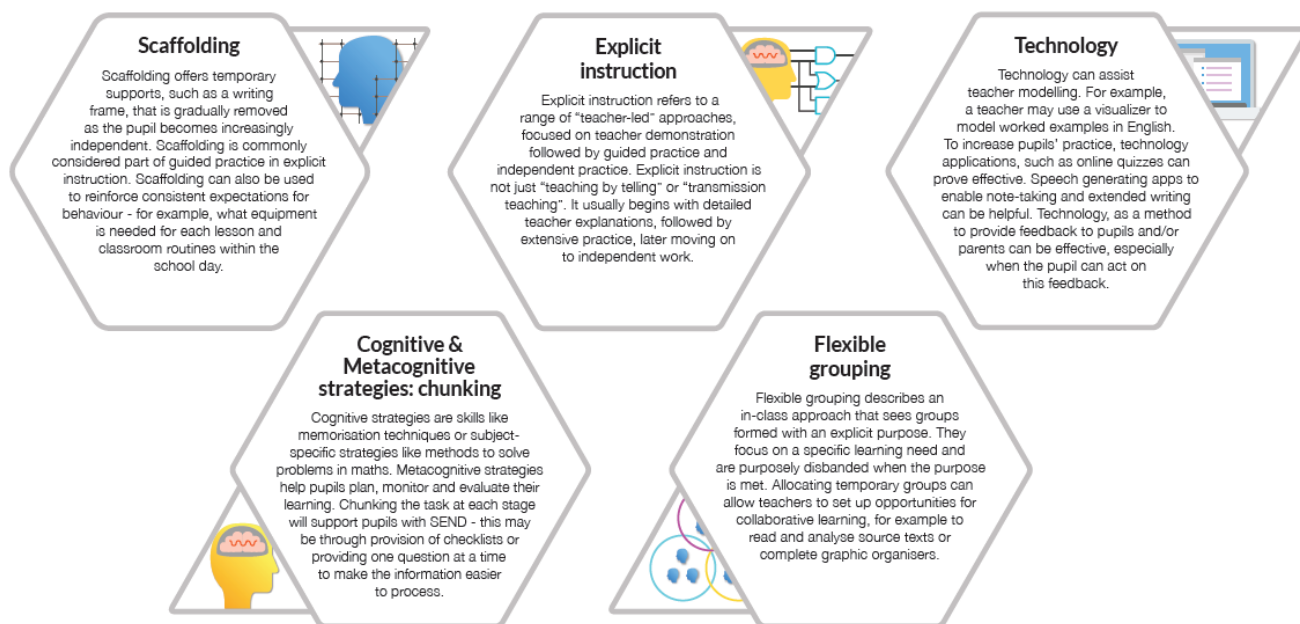 Scaffolding
Scaffolding offers temporary
supports, such as a writing
frame, that is gradually removed
as the pupil becomes increasingly
independent. Scaffolding is commonly
considered part of guided practice in explicit
instruction. Scaffolding can also be used
to reinforce consistent expectations for
behaviour - for example, what equipment
is needed for each lesson and
classroom routines within the
school day.
Explicit
instruction
Explicit instruction refers to a
range of “teacher-led” approaches,
focused on teacher demonstration
followed by guided practice and
independent practice. Explicit instruction is
not just “teaching by telling” or “transmission
teaching”. It usually begins with detailed
teacher explanations, followed by
extensive practice, later moving on
to independent work.
Technology
Technology can assist
teacher modelling. For example,
a teacher may use a visualizer to
model worked examples in English.
To increase pupils’ practice, technology
applications, such as online quizzes can
prove effective. Speech generating apps to
enable note-taking and extended writing
can be helpful. Technology, as a method
to provide feedback to pupils and/or
parents can be effective, especially
when the pupil can act on
this feedback.
Cognitive &
Metacognitive
strategies: chunking
Cognitive strategies are skills like
memorisation techniques or subject-
specific strategies like methods to solve
problems in maths. Metacognitive strategies
help pupils plan, monitor and evaluate their
learning. Chunking the task at each stage
will support pupils with SEND - this may
be through provision of checklists or
providing one question at a time
to make the information easier
to process.
Flexible
grouping
Flexible grouping describes an
in-class approach that sees groups
formed with an explicit purpose. They
focus on a specific learning need and
are purposely disbanded when the purpose
is met. Allocating temporary groups can
allow teachers to set up opportunities for
collaborative learning, for example to
read and analyse source texts or
complete graphic organisers.